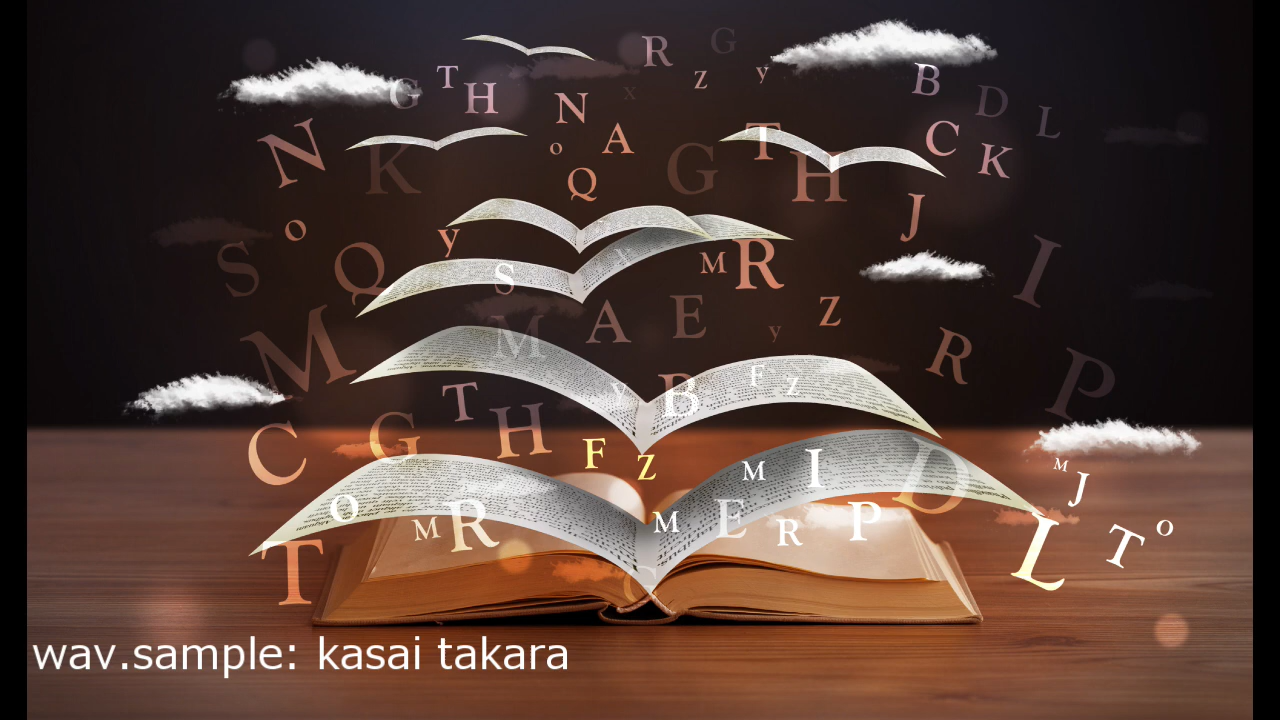 R G
T Z y B
G H N X D L
N K o A G T H C K
Q J
S o Q y S X M R I
M M A E y Z R P
T y B F Z
C G H F Z M I D M J
O M R M E R P L T O
T C
wav.sample: kasai takara